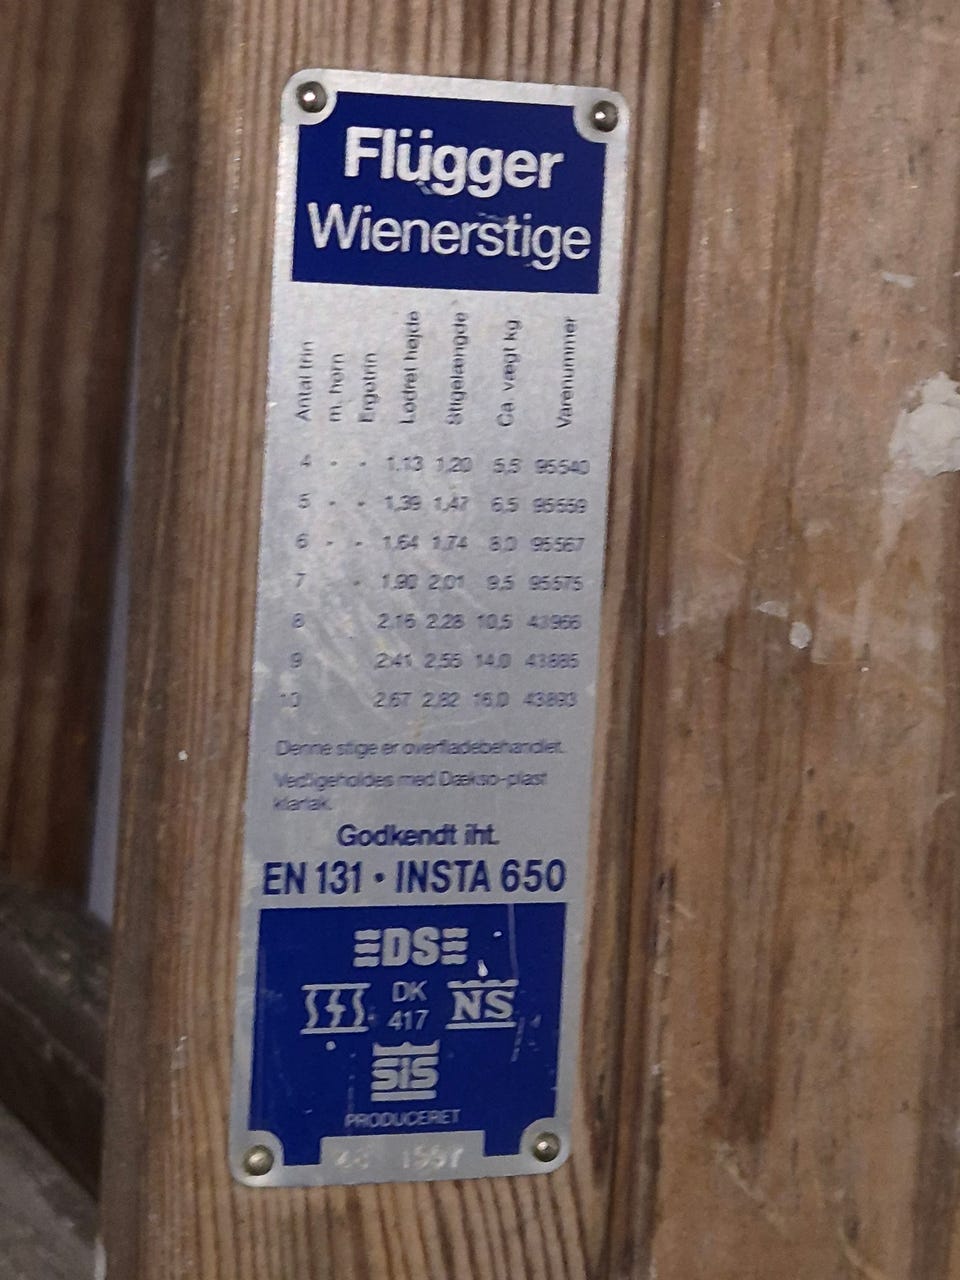 Flügger
Wienerstige
Antal trin
m. horn
Ergotrin
Lodret højde
Stigelængde
Ca. vægt kg
Varenummer
4 • • 1,13 1,20 5,5 95540
5 • • 1,39 1,47 6,5 95559
6 • • 1,64 1,74 8,0 95567
7 • 1,90 2,01 9,5 95575
8 2,16 2,28 10,5 43966
9 2,41 2,55 14,0 43885
10 2,67 2,82 16,0 43893
Denne stige er overfladebehandlet.
Vedligeholdes med Dækso-plast
klarlak.
Godkendt iht.
EN 131 • INSTA 650
DS
SFS DK NS
417
SIS
PRODUCERET